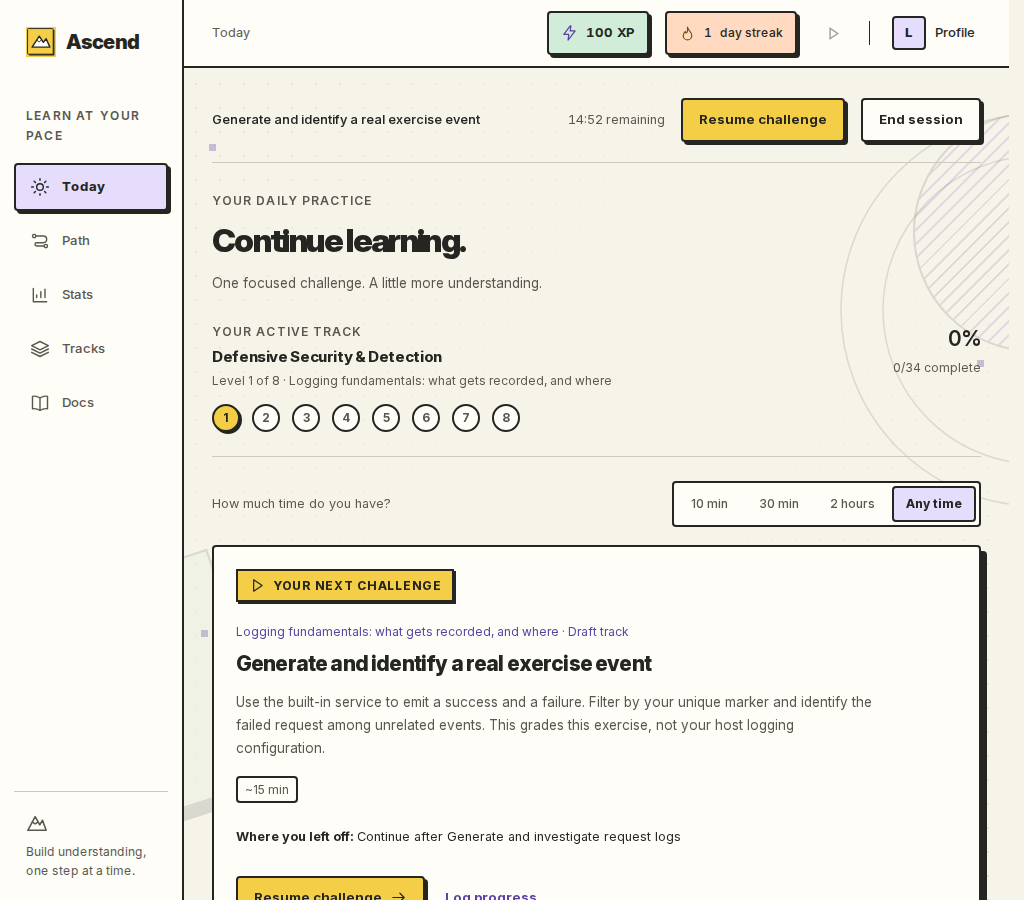 Ascend
LEARN AT YOUR
PACE
Today
Path
Stats
Tracks
Docs
Build understanding,
one step at a time.
Today
100 XP
1 day streak
L
Profile
Generate and identify a real exercise event
14:52 remaining
Resume challenge
End session
YOUR DAILY PRACTICE
Continue learning.
One focused challenge. A little more understanding.
YOUR ACTIVE TRACK
Defensive Security & Detection
Level 1 of 8 · Logging fundamentals: what gets recorded, and where
0%
0/34 complete
1 2 3 4 5 6 7 8
How much time do you have?
10 min 30 min 2 hours Any time
YOUR NEXT CHALLENGE
Logging fundamentals: what gets recorded, and where · Draft track
Generate and identify a real exercise event
Use the built-in service to emit a success and a failure. Filter by your unique marker and identify the
failed request among unrelated events. This grades this exercise, not your host logging
configuration.
~15 min
Where you left off: Continue after Generate and investigate request logs
Resume challenge
Log progress